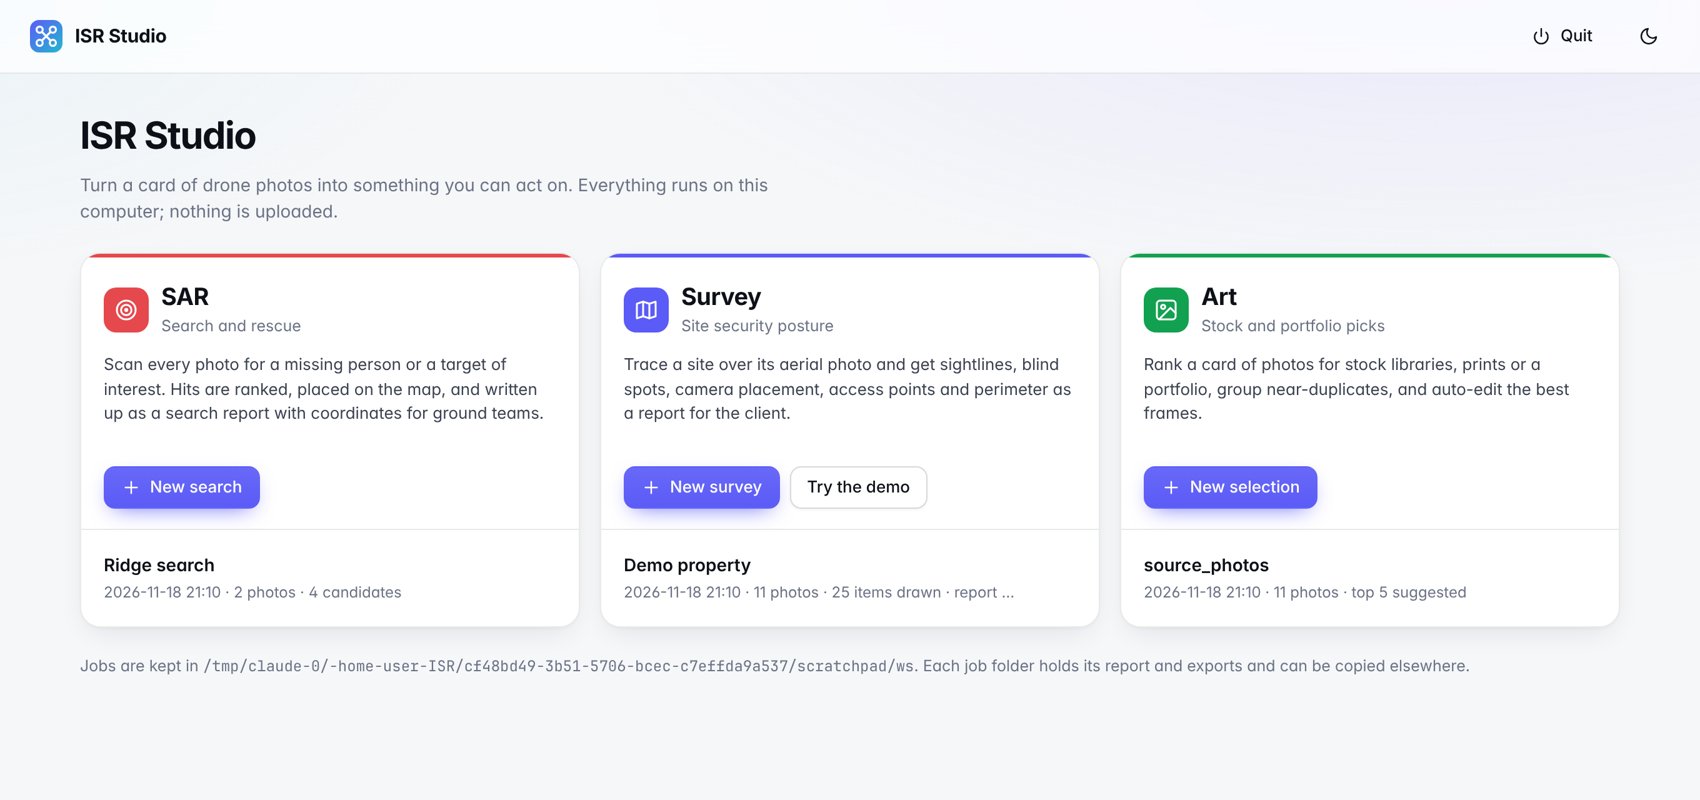 ISR Studio
Quit
ISR Studio
Turn a card of drone photos into something you can act on. Everything runs on this
computer; nothing is uploaded.
SAR
Search and rescue
Scan every photo for a missing person or a target of
interest. Hits are ranked, placed on the map, and written
up as a search report with coordinates for ground teams.
New search
Ridge search
2026-11-18 21:10 · 2 photos · 4 candidates
Survey
Site security posture
Trace a site over its aerial photo and get sightlines, blind
spots, camera placement, access points and perimeter as
a report for the client.
New survey
Try the demo
Demo property
2026-11-18 21:10 · 11 photos · 25 items drawn · report ...
Art
Stock and portfolio picks
Rank a card of photos for stock libraries, prints or a
portfolio, group near-duplicates, and auto-edit the best
frames.
New selection
source_photos
2026-11-18 21:10 · 11 photos · top 5 suggested
Jobs are kept in /tmp/claude-0/-home-user-ISR/cf48bd49-3b51-5706-bcec-c7effda9a537/scratchpad/ws. Each job folder holds its report and exports and can be copied elsewhere.